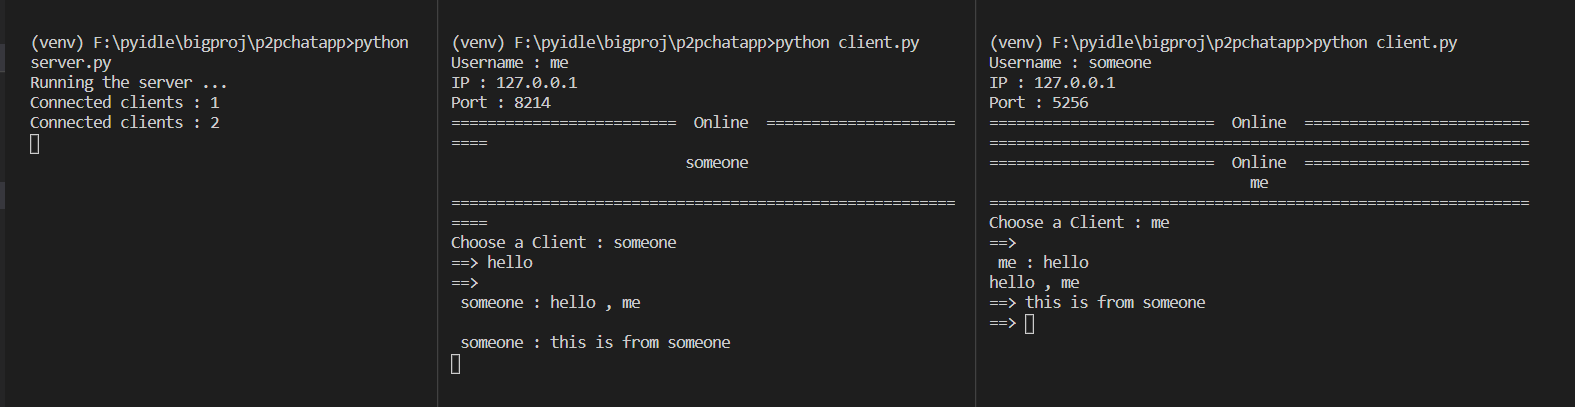 (venv) F:\pyidle\bigproj\p2pchatapp>python
server.py
Running the server ...
Connected clients : 1
Connected clients : 2
(venv) F:\pyidle\bigproj\p2pchatapp>python client.py
Username : me
IP : 127.0.0.1
Port : 8214
========================= Online =====================
====
someone
========================================================
====
Choose a Client : someone
==> hello
==>
someone : hello , me
someone : this is from someone
(venv) F:\pyidle\bigproj\p2pchatapp>python client.py
Username : someone
IP : 127.0.0.1
Port : 5256
========================= Online =========================
============================================================
========================= Online =========================
me
============================================================
Choose a Client : me
==>
me : hello
hello , me
==> this is from someone
==>